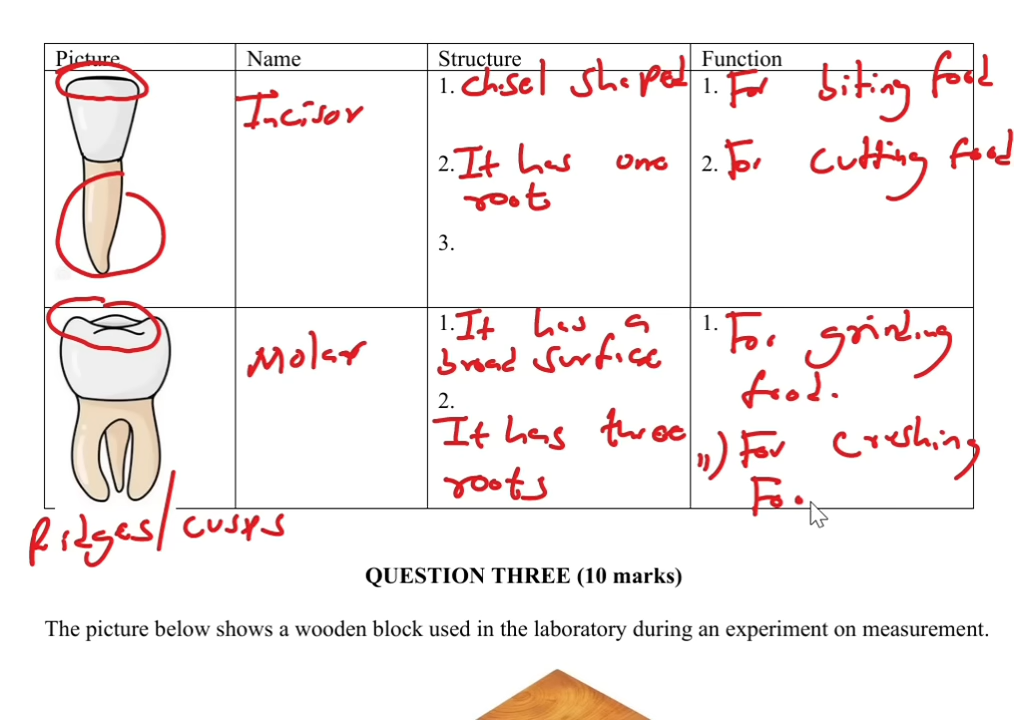 Picture Name Structure Function
1. Chisel shaped 1. For biting food
Incisor
2. It has one 2. For cutting food
root
3.
1. It has a 1. For grinding
Molar broad surface food.
2.
It has three ii) For crushing
roots Foo
Ridges/cusps
QUESTION THREE (10 marks)
The picture below shows a wooden block used in the laboratory during an experiment on measurement.